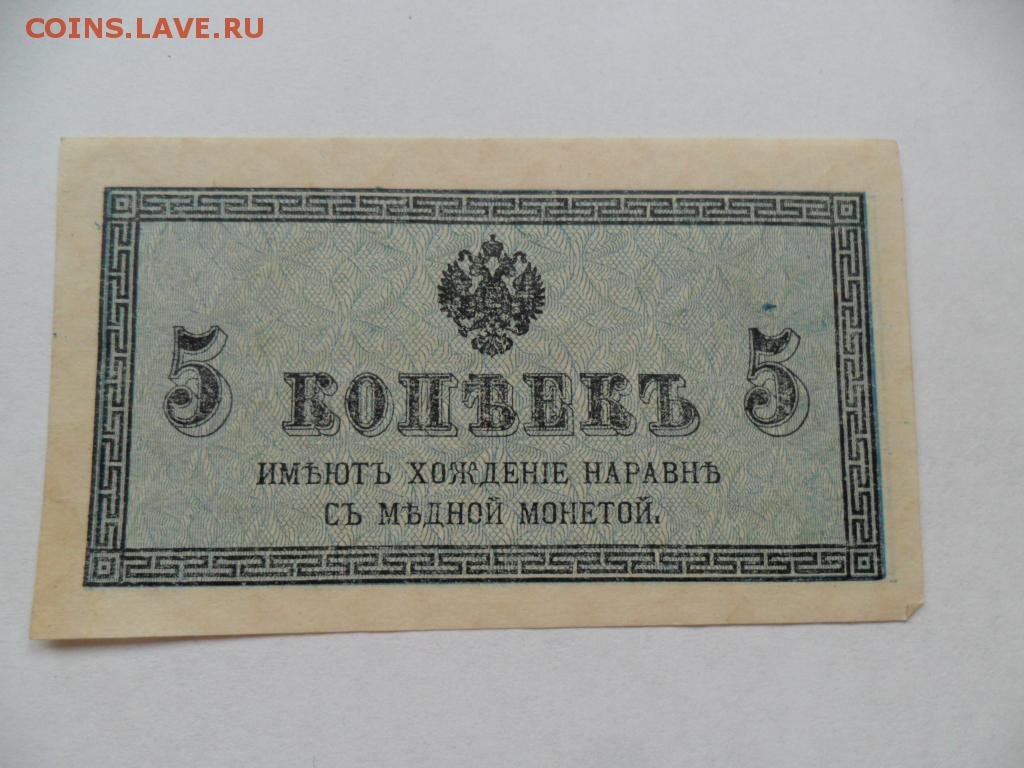 COINS.LAVE.RU
5 КОПѢЕКЪ 5
ИМѢЮТЪ ХОЖДЕНІЕ НАРАВНѢ
СЪ МѢДНОЙ МОНЕТОЙ.